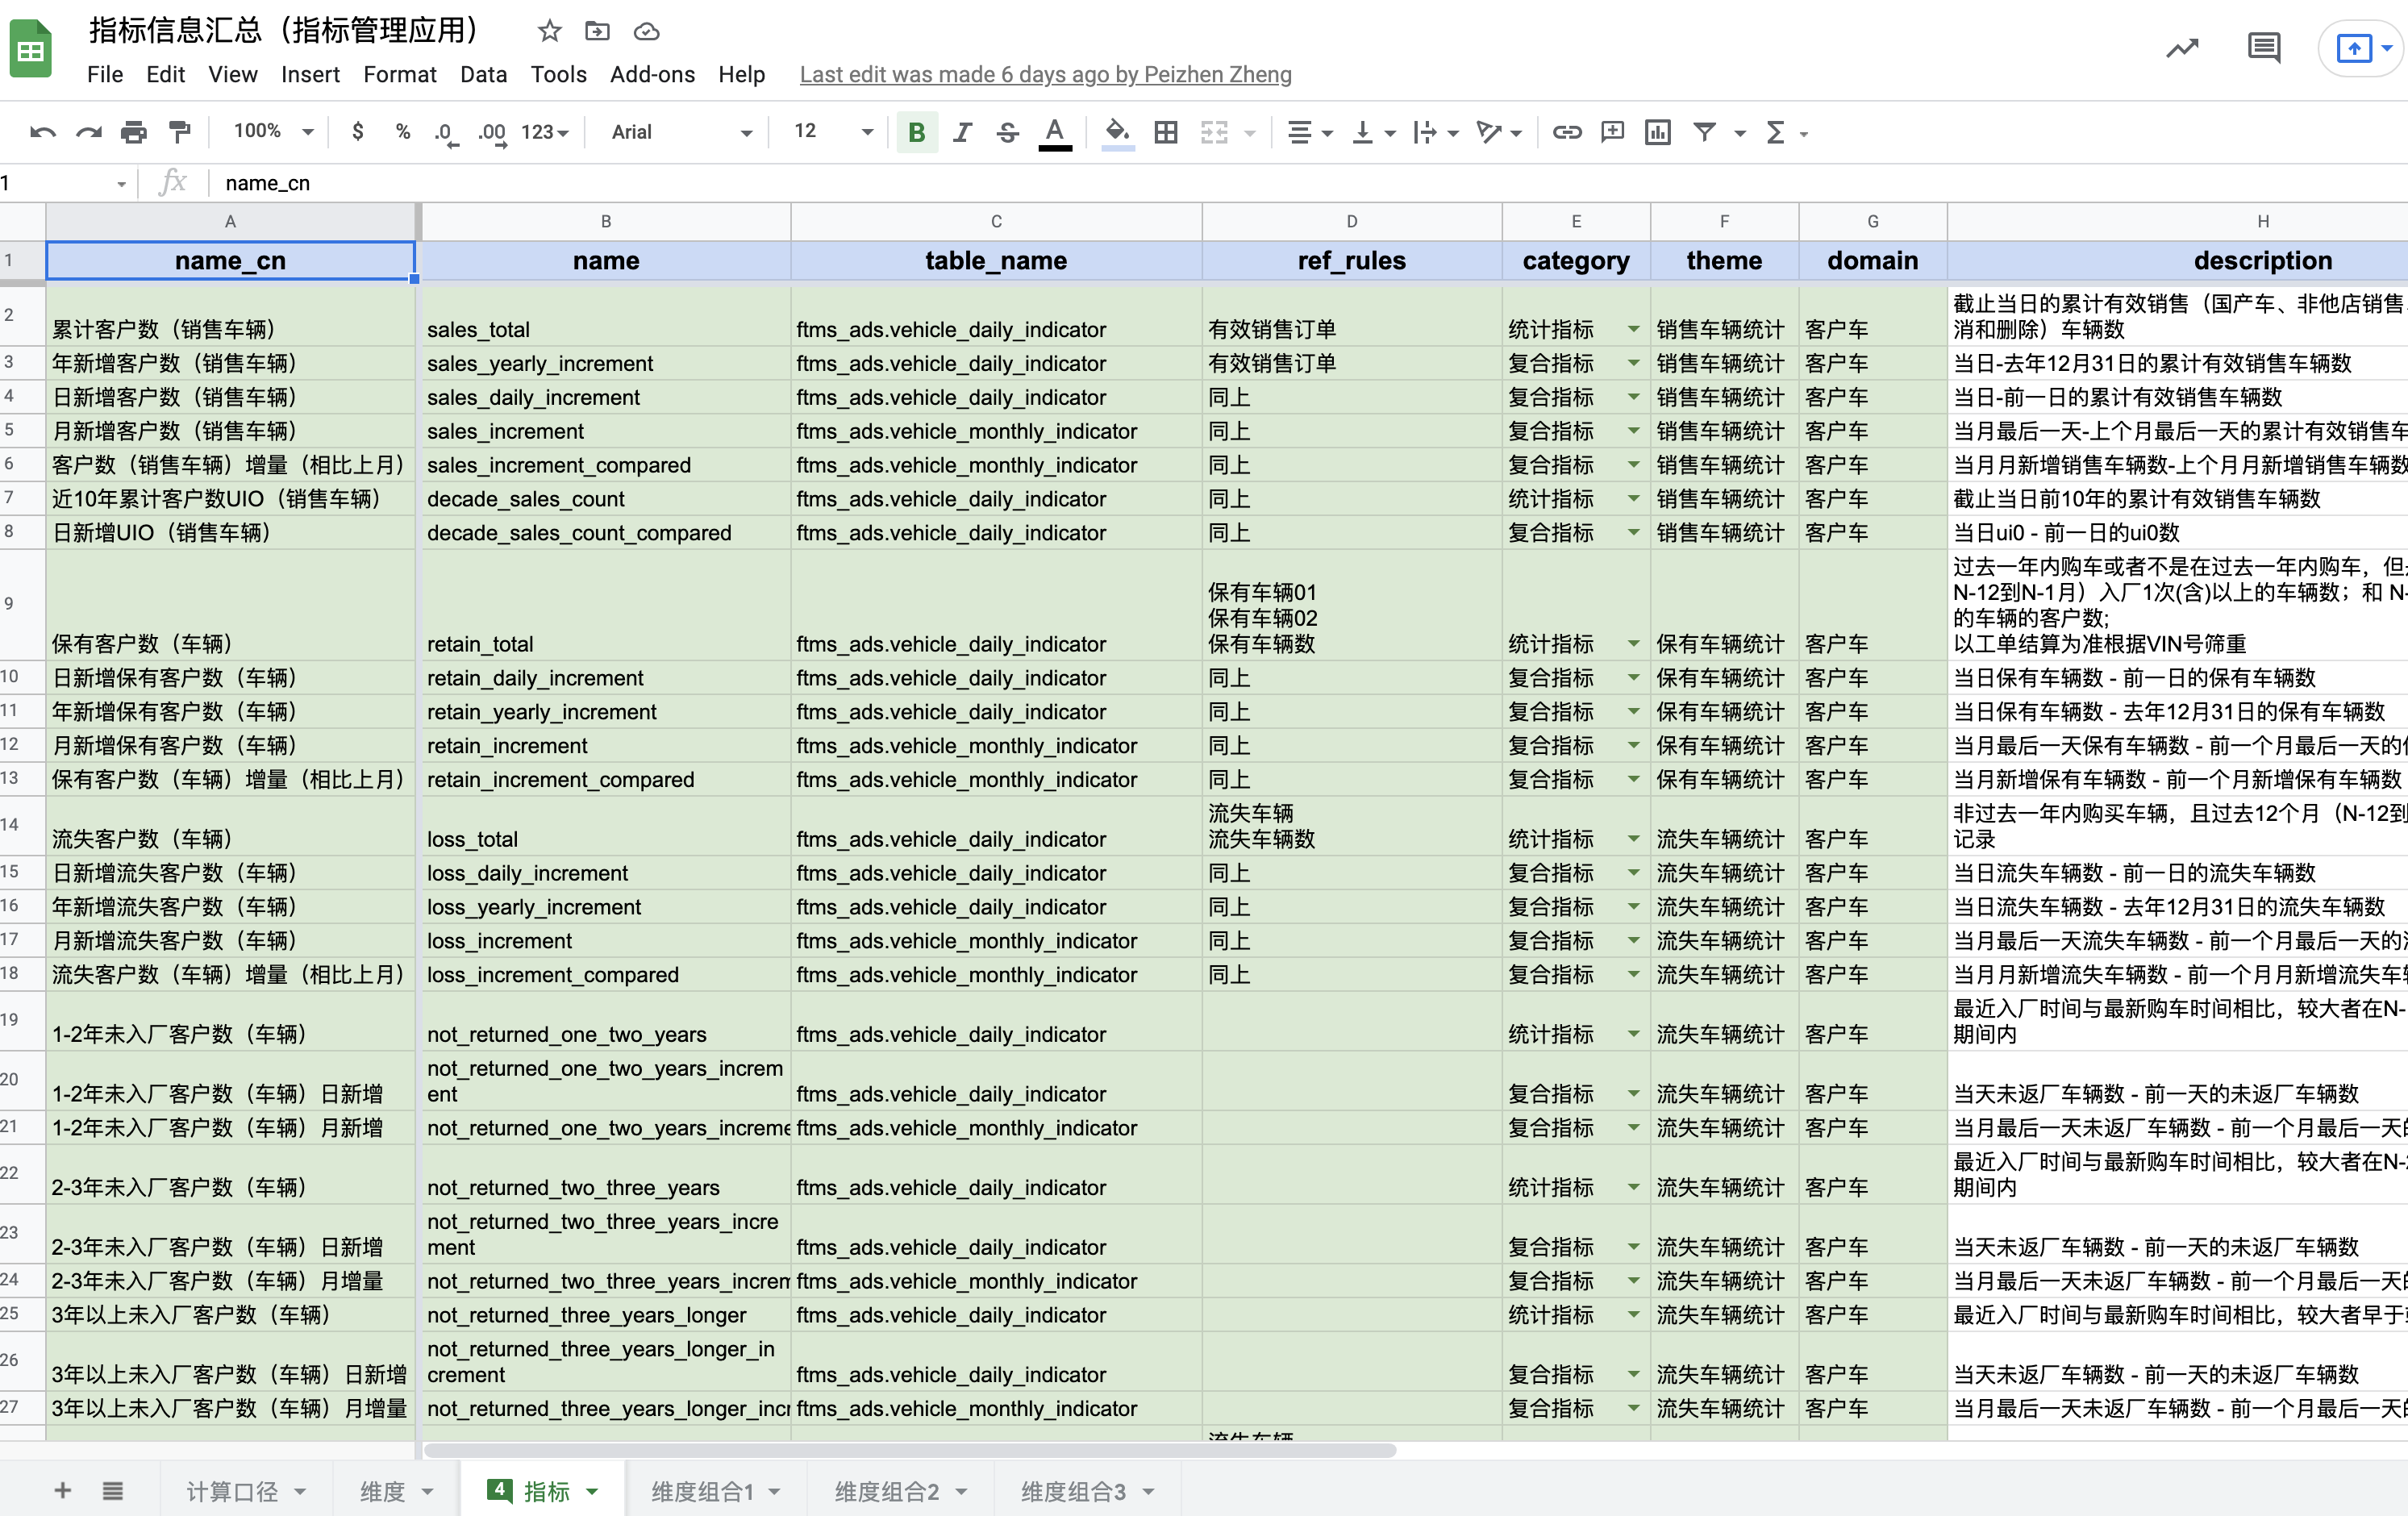 指标信息汇总（指标管理应用）
File Edit View Insert Format Data Tools Add-ons Help Last edit was made 6 days ago by Peizhen Zheng
100% $ % .0 .00 123 Arial 12 B I S A Σ
1 fx name_cn
A B C D E F G H
1 name_cn name table_name ref_rules category theme domain description
2 累计客户数（销售车辆） sales_total ftms_ads.vehicle_daily_indicator 有效销售订单 统计指标 销售车辆统计 客户车 截止当日的累计有效销售（国产车、非他店销售
消和删除）车辆数
3 年新增客户数（销售车辆） sales_yearly_increment ftms_ads.vehicle_daily_indicator 有效销售订单 复合指标 销售车辆统计 客户车 当日-去年12月31日的累计有效销售车辆数
4 日新增客户数（销售车辆） sales_daily_increment ftms_ads.vehicle_daily_indicator 同上 复合指标 销售车辆统计 客户车 当日-前一日的累计有效销售车辆数
5 月新增客户数（销售车辆） sales_increment ftms_ads.vehicle_monthly_indicator 同上 复合指标 销售车辆统计 客户车 当月最后一天-上个月最后一天的累计有效销售车
6 客户数（销售车辆）增量（相比上月） sales_increment_compared ftms_ads.vehicle_monthly_indicator 同上 复合指标 销售车辆统计 客户车 当月月新增销售车辆数-上个月月新增销售车辆数
7 近10年累计客户数UIO（销售车辆） decade_sales_count ftms_ads.vehicle_daily_indicator 同上 统计指标 销售车辆统计 客户车 截止当日前10年的累计有效销售车辆数
8 日新增UIO（销售车辆） decade_sales_count_compared ftms_ads.vehicle_daily_indicator 同上 复合指标 销售车辆统计 客户车 当日ui0 - 前一日的ui0数
9 保有客户数（车辆） retain_total ftms_ads.vehicle_daily_indicator 保有车辆01
保有车辆02
保有车辆数 统计指标 保有车辆统计 客户车 过去一年内购车或者不是在过去一年内购车，但
N-12到N-1月）入厂1次(含)以上的车辆数；和 N-
的车辆的客户数;
以工单结算为准根据VIN号筛重
10 日新增保有客户数（车辆） retain_daily_increment ftms_ads.vehicle_daily_indicator 同上 复合指标 保有车辆统计 客户车 当日保有车辆数 - 前一日的保有车辆数
11 年新增保有客户数（车辆） retain_yearly_increment ftms_ads.vehicle_daily_indicator 同上 复合指标 保有车辆统计 客户车 当日保有车辆数 - 去年12月31日的保有车辆数
12 月新增保有客户数（车辆） retain_increment ftms_ads.vehicle_monthly_indicator 同上 复合指标 保有车辆统计 客户车 当月最后一天保有车辆数 - 前一个月最后一天的
13 保有客户数（车辆）增量（相比上月） retain_increment_compared ftms_ads.vehicle_monthly_indicator 同上 复合指标 保有车辆统计 客户车 当月新增保有车辆数 - 前一个月新增保有车辆数
14 流失客户数（车辆） loss_total ftms_ads.vehicle_daily_indicator 流失车辆
流失车辆数 统计指标 流失车辆统计 客户车 非过去一年内购买车辆，且过去12个月（N-12到
记录
15 日新增流失客户数（车辆） loss_daily_increment ftms_ads.vehicle_daily_indicator 同上 复合指标 流失车辆统计 客户车 当日流失车辆数 - 前一日的流失车辆数
16 年新增流失客户数（车辆） loss_yearly_increment ftms_ads.vehicle_daily_indicator 同上 复合指标 流失车辆统计 客户车 当日流失车辆数 - 去年12月31日的流失车辆数
17 月新增流失客户数（车辆） loss_increment ftms_ads.vehicle_monthly_indicator 同上 复合指标 流失车辆统计 客户车 当月最后一天流失车辆数 - 前一个月最后一天的
18 流失客户数（车辆）增量（相比上月） loss_increment_compared ftms_ads.vehicle_monthly_indicator 同上 复合指标 流失车辆统计 客户车 当月月新增流失车辆数 - 前一个月月新增流失车
19 1-2年未入厂客户数（车辆） not_returned_one_two_years ftms_ads.vehicle_daily_indicator 统计指标 流失车辆统计 客户车 最近入厂时间与最新购车时间相比，较大者在N-
期间内
20 1-2年未入厂客户数（车辆）日新增 not_returned_one_two_years_increm
ent ftms_ads.vehicle_daily_indicator 复合指标 流失车辆统计 客户车 当天未返厂车辆数 - 前一天的未返厂车辆数
21 1-2年未入厂客户数（车辆）月新增 not_returned_one_two_years_increme ftms_ads.vehicle_monthly_indicator 复合指标 流失车辆统计 客户车 当月最后一天未返厂车辆数 - 前一个月最后一天
22 2-3年未入厂客户数（车辆） not_returned_two_three_years ftms_ads.vehicle_daily_indicator 统计指标 流失车辆统计 客户车 最近入厂时间与最新购车时间相比，较大者在N-
期间内
23 2-3年未入厂客户数（车辆）日新增 not_returned_two_three_years_incre
ment ftms_ads.vehicle_daily_indicator 复合指标 流失车辆统计 客户车 当天未返厂车辆数 - 前一天的未返厂车辆数
24 2-3年未入厂客户数（车辆）月增量 not_returned_two_three_years_increm ftms_ads.vehicle_monthly_indicator 复合指标 流失车辆统计 客户车 当月最后一天未返厂车辆数 - 前一个月最后一天
25 3年以上未入厂客户数（车辆） not_returned_three_years_longer ftms_ads.vehicle_daily_indicator 统计指标 流失车辆统计 客户车 最近入厂时间与最新购车时间相比，较大者早于
26 3年以上未入厂客户数（车辆）日新增 not_returned_three_years_longer_in
crement ftms_ads.vehicle_daily_indicator 复合指标 流失车辆统计 客户车 当天未返厂车辆数 - 前一天的未返厂车辆数
27 3年以上未入厂客户数（车辆）月增量 not_returned_three_years_longer_incr ftms_ads.vehicle_monthly_indicator 复合指标 流失车辆统计 客户车 当月最后一天未返厂车辆数 - 前一个月最后一天
计算口径 维度 4 指标 维度组合1 维度组合2 维度组合3